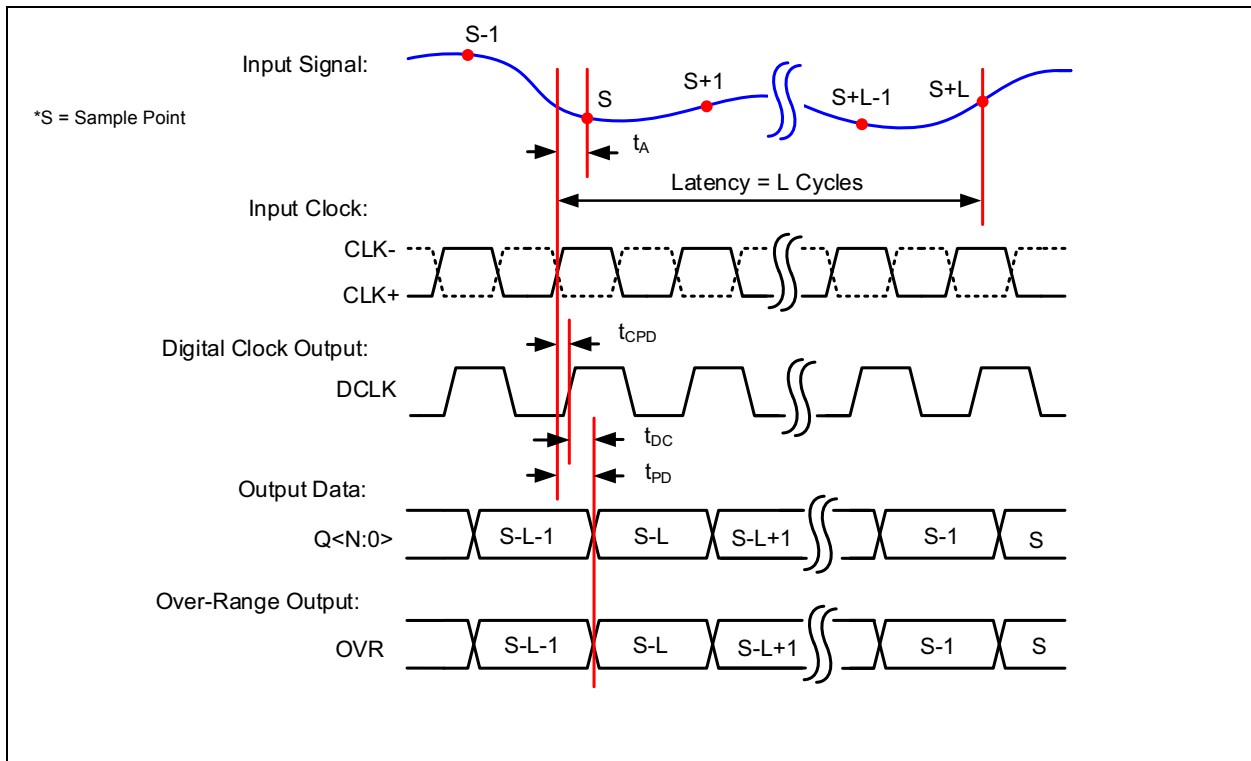 S-1
Input Signal:
S
S+1
S+L-1
S+L
*S = Sample Point
tA
Latency = L Cycles
Input Clock:
CLK-
CLK+
tCPD
Digital Clock Output:
DCLK
tDC
tPD
Output Data:
Q<N:0>
S-L-1
S-L
S-L+1
S-1
S
Over-Range Output:
OVR
S-L-1
S-L
S-L+1
S-1
S